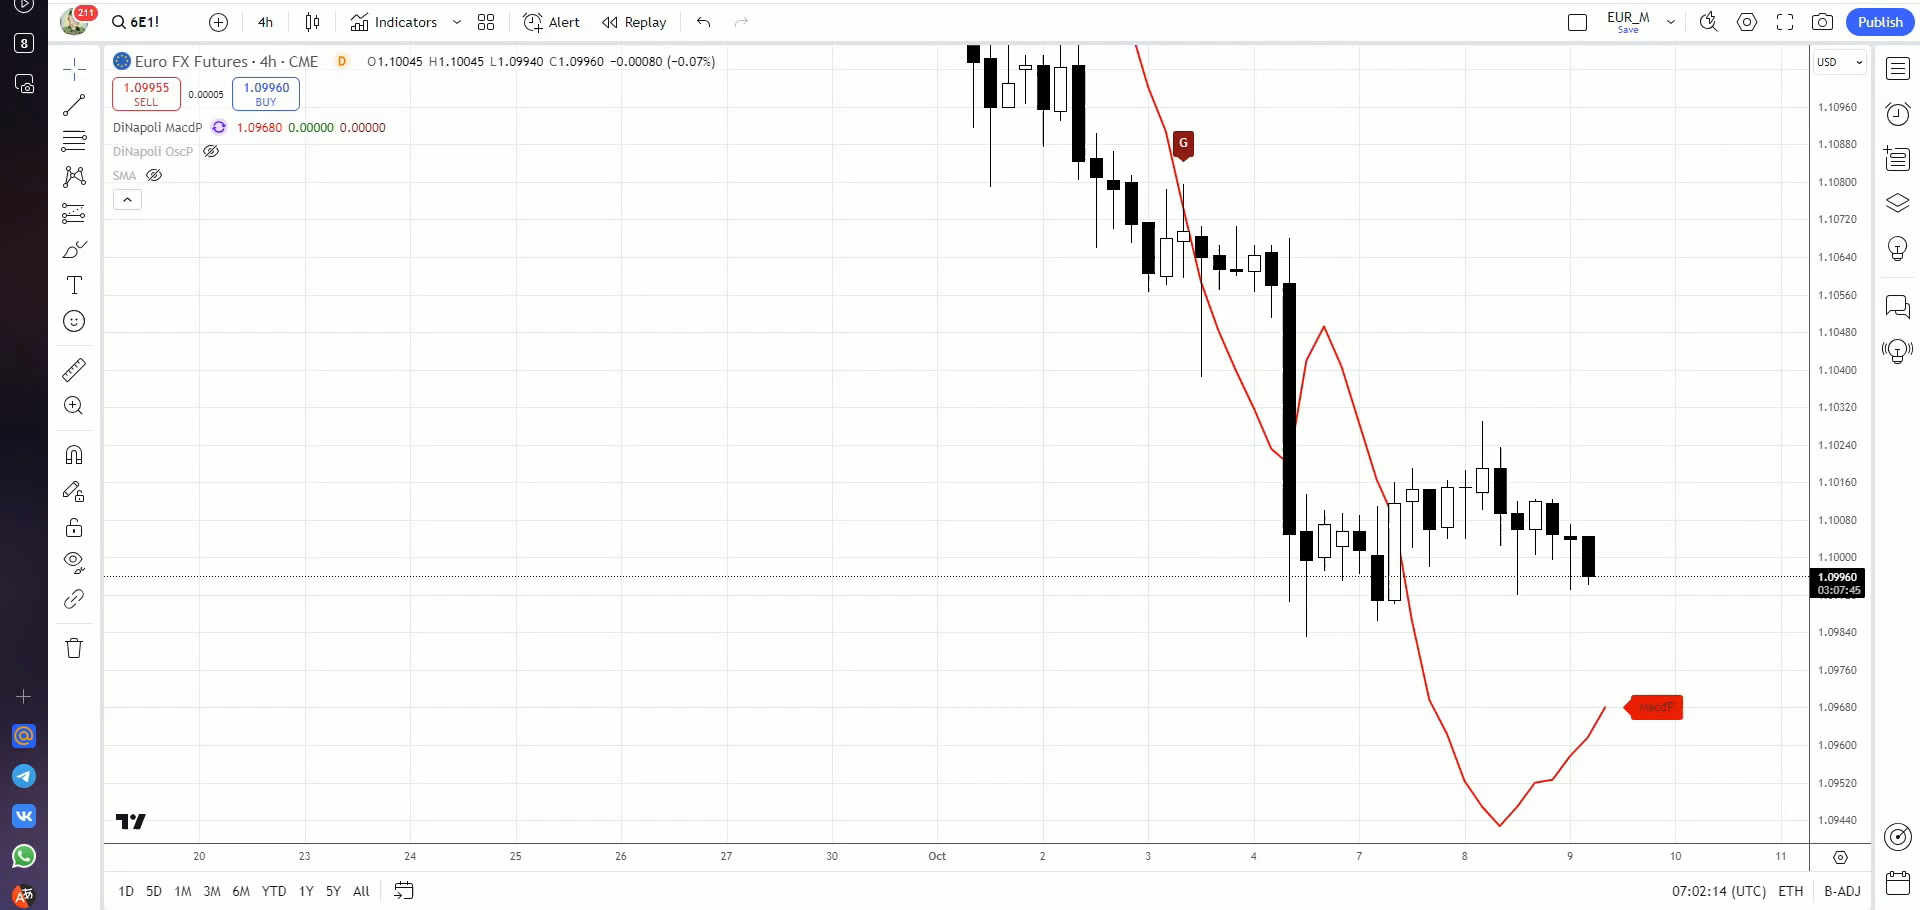 211
6E1!
4h
Indicators
Alert
Replay
EUR_M
Save
Publish
8
Euro FX Futures · 4h · CME
D
O1.10045 H1.10045 L1.09940 C1.09960 −0.00080 (−0.07%)
USD
1.09955
SELL
0.00005
1.09960
BUY
DiNapoli MacdP
1.09680 0.00000 0.00000
DiNapoli OscP
SMA
G
1.10960
1.10880
1.10800
1.10720
1.10640
1.10560
1.10480
1.10400
1.10320
1.10240
1.10160
1.10080
1.10000
1.09960
03:07:45
1.09840
1.09760
1.09680
1.09600
1.09520
1.09440
macdP
20
23
24
25
26
27
30
Oct
2
3
4
7
8
9
10
11
1D 5D 1M 3M 6M YTD 1Y 5Y All
07:02:14 (UTC) ETH B-ADJ